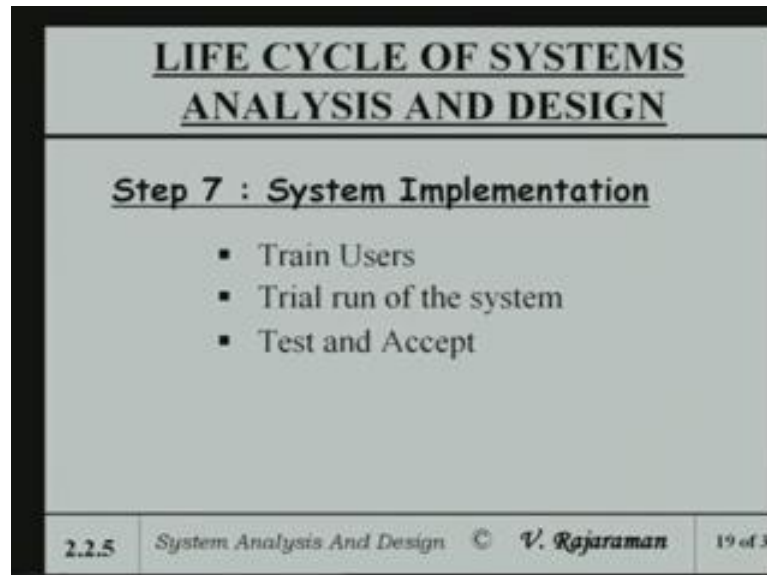 LIFE CYCLE OF SYSTEMS
ANALYSIS AND DESIGN
Step 7 : System Implementation
▪ Train Users
▪ Trial run of the system
▪ Test and Accept
2.2.5 System Analysis And Design © V. Rajaraman 19 of 3